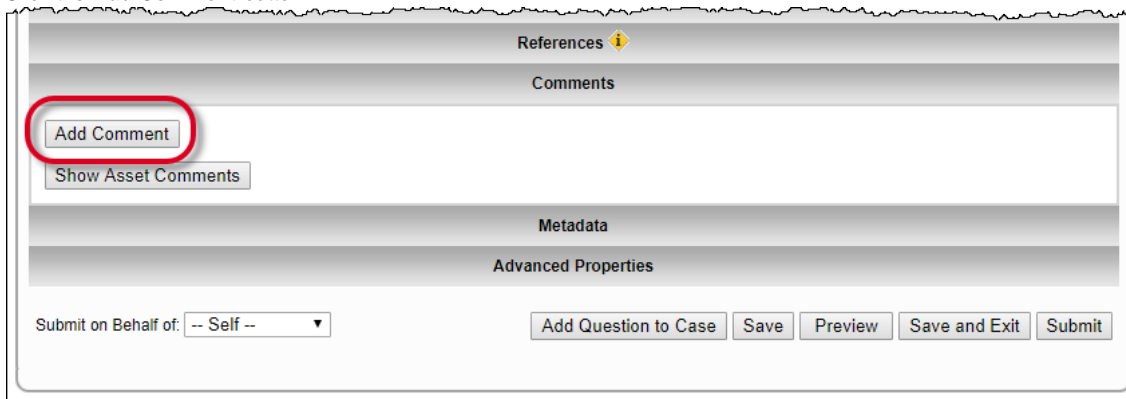 References
Comments
Add Comment
Show Asset Comments
Metadata
Advanced Properties
Submit on Behalf of: -- Self -- Add Question to Case Save Preview Save and Exit Submit